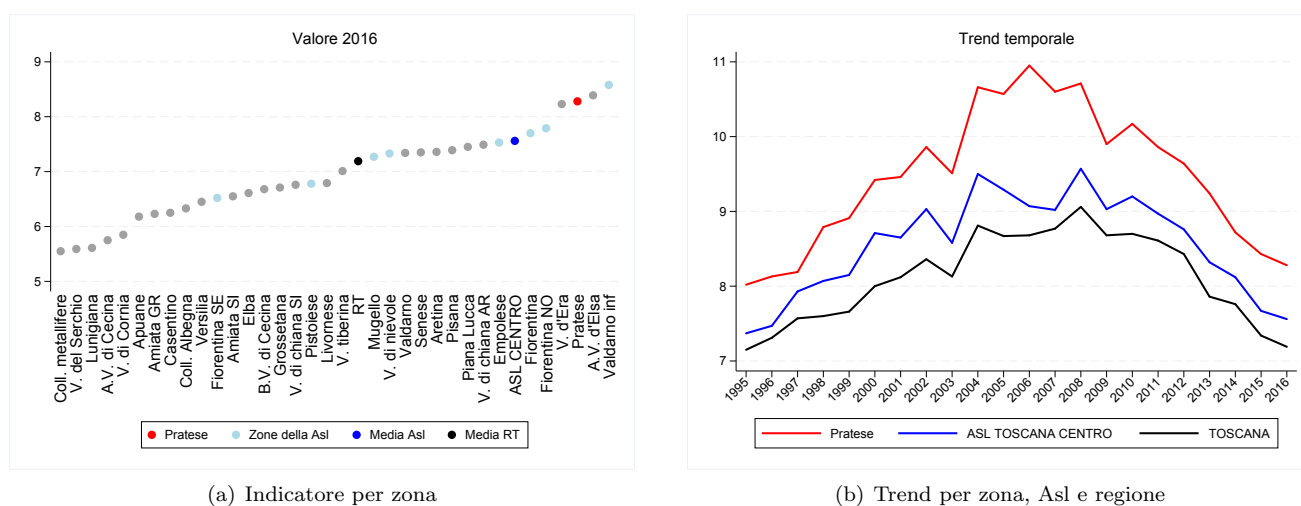 Valore 2016
9
8
7
6
5
Coll. metallifere
V. del Serchio
Lunigiana
A.V. di Cecina
V. di Cornia
Apuane
Amiata GR
Casentino
Coll. Albegna
Versilia
Fiorentina SE
Amiata SI
Elba
B.V. di Cecina
Grossetana
V. di chiana SI
Pistoiese
Livornese
V. tiberina
RT
Mugello
V. di nievole
Valdarno
Senese
Aretina
Pisana
Piana Lucca
V. di chiana AR
Empolese
ASL CENTRO
Fiorentina
Fiorentina NO
V. d'Era
Pratese
A.V. d'Elsa
Valdarno inf
Pratese Zone della Asl Media Asl Media RT
(a) Indicatore per zona
Trend temporale
11
10
9
8
7
1995
1996
1997
1998
1999
2000
2001
2002
2003
2004
2005
2006
2007
2008
2009
2010
2011
2012
2013
2014
2015
2016
Pratese ASL TOSCANA CENTRO TOSCANA
(b) Trend per zona, Asl e regione